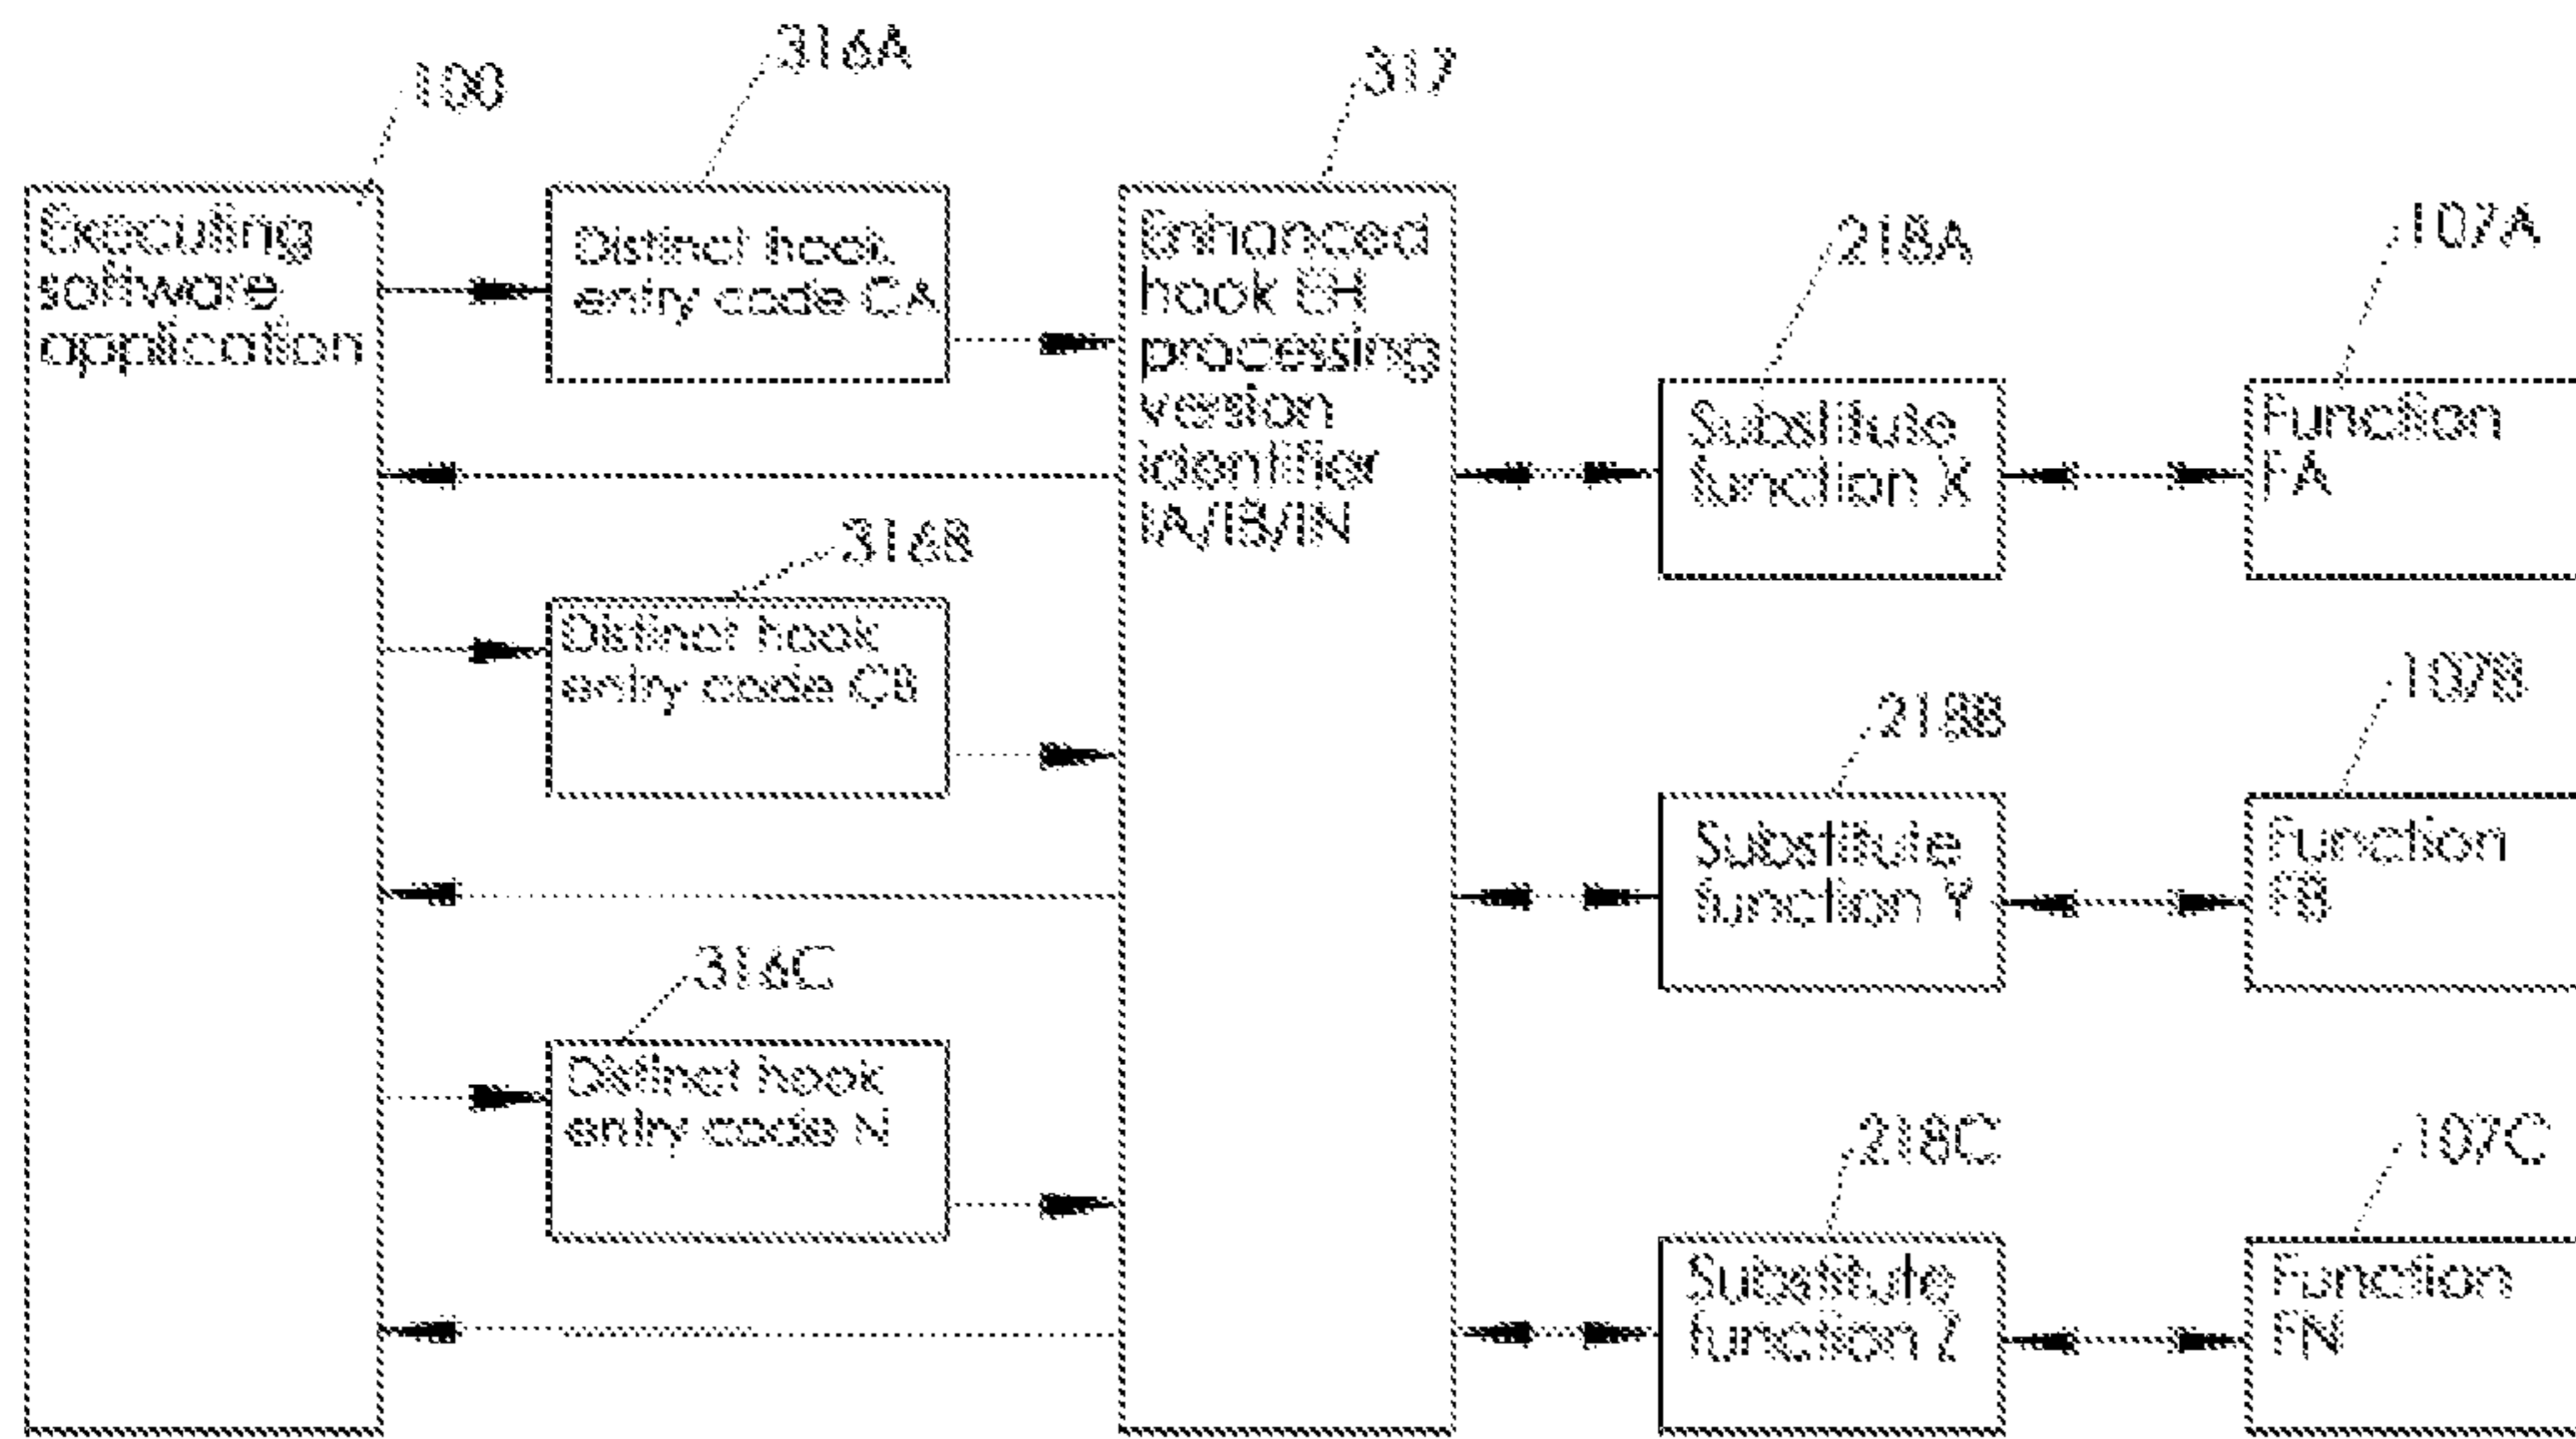 100
316A
317
Executing
software
application
Distinct hook
entry code CA
Enhanced
hook EH
processing
version
identifier
IA/IB/IN
218A
107A
Substitute
function X
Function
FA
316B
Distinct hook
entry code CB
218B
107B
Substitute
function Y
Function
FB
316C
Distinct hook
entry code N
218C
107C
Substitute
function Z
Function
FN